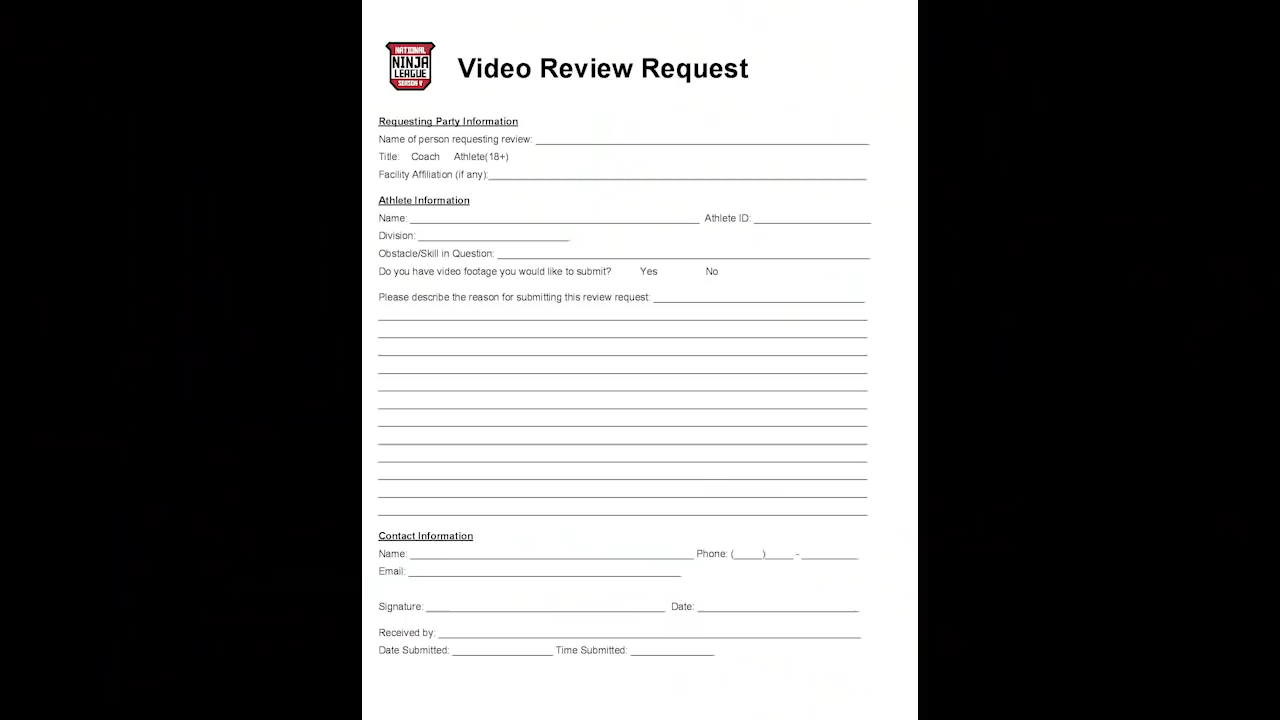 NATIONAL
NINJA
LEAGUE
SEASON V
Video Review Request
Requesting Party Information
Name of person requesting review:
Title: Coach Athlete(18+)
Facility Affiliation (if any):
Athlete Information
Name: Athlete ID:
Division:
Obstacle/Skill in Question:
Do you have video footage you would like to submit? Yes No
Please describe the reason for submitting this review request:
Contact Information
Name: Phone: ( ) -
Email:
Signature: Date:
Received by:
Date Submitted: Time Submitted: